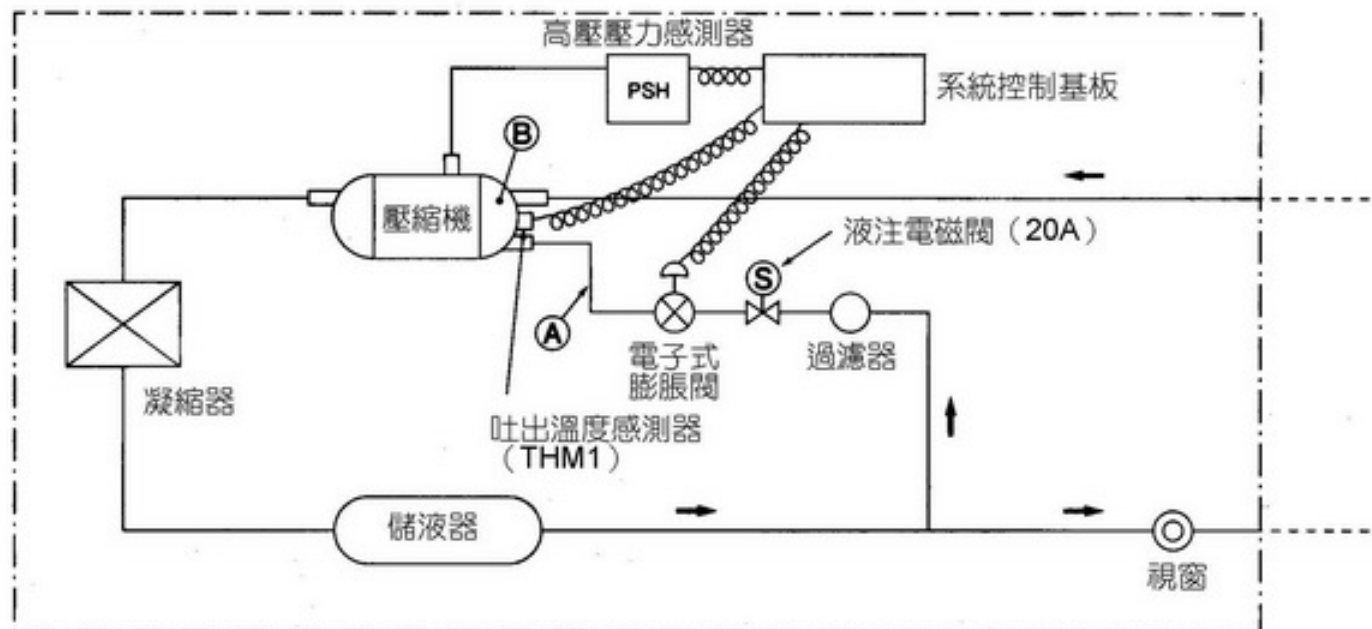 高壓壓力感測器
PSH
系統控制基板
B
壓縮機
液注電磁閥（20A）
S
A
電子式
膨脹閥
過濾器
凝縮器
吐出溫度感測器
（THM1）
儲液器
視窗